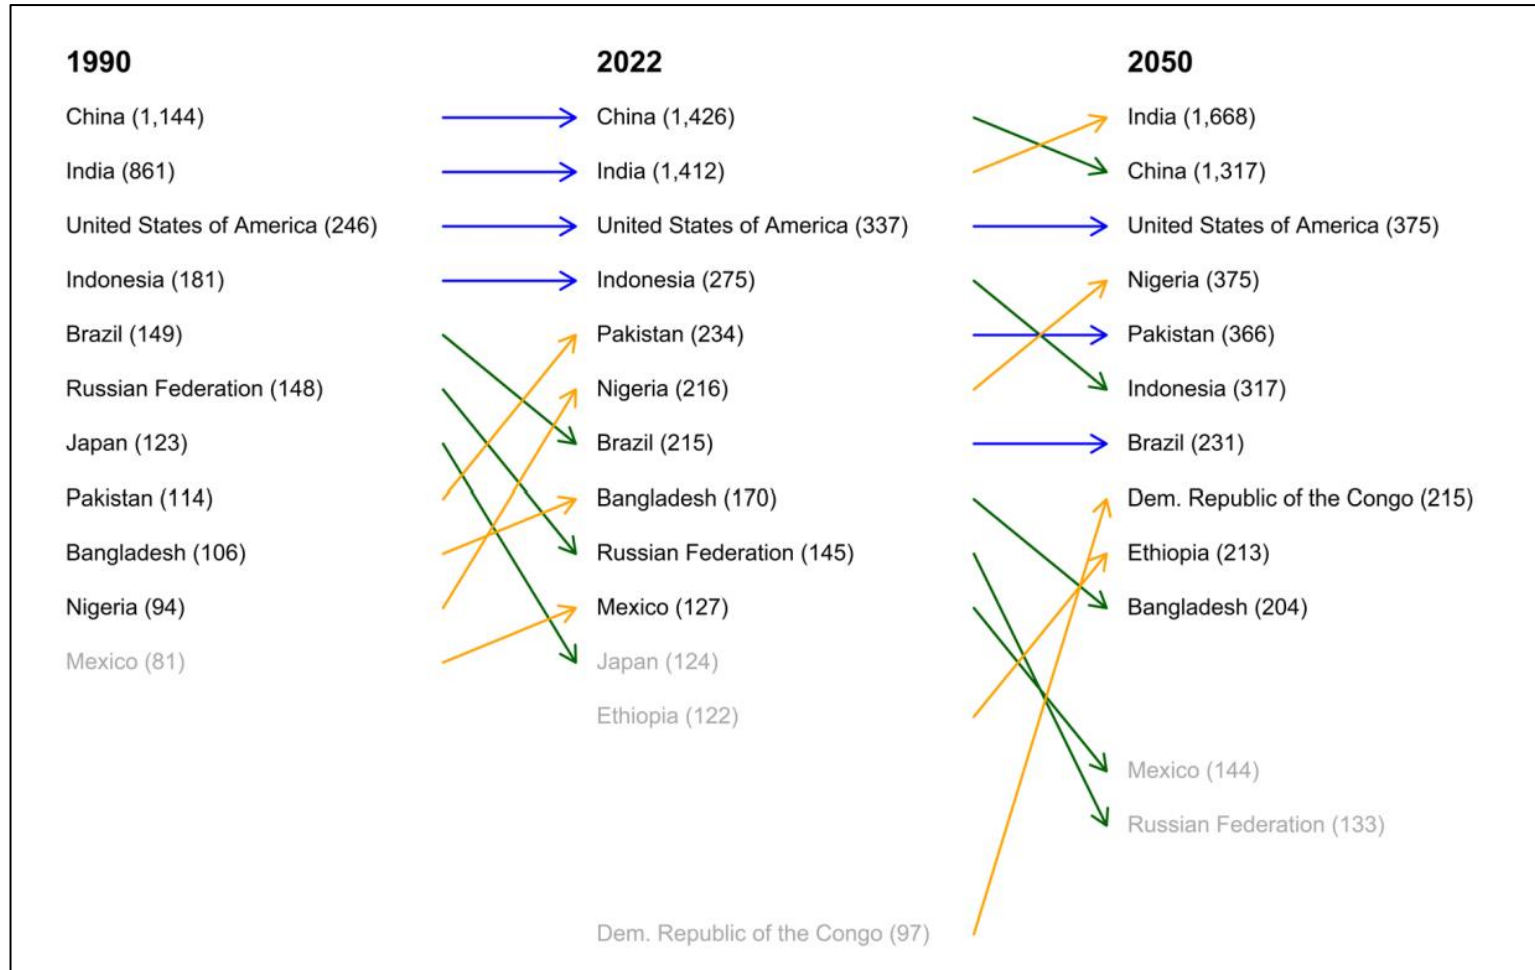 1990
China (1,144)
India (861)
United States of America (246)
Indonesia (181)
Brazil (149)
Russian Federation (148)
Japan (123)
Pakistan (114)
Bangladesh (106)
Nigeria (94)
Mexico (81)
2022
China (1,426)
India (1,412)
United States of America (337)
Indonesia (275)
Pakistan (234)
Nigeria (216)
Brazil (215)
Bangladesh (170)
Russian Federation (145)
Mexico (127)
Japan (124)
Ethiopia (122)
Dem. Republic of the Congo (97)
2050
India (1,668)
China (1,317)
United States of America (375)
Nigeria (375)
Pakistan (366)
Indonesia (317)
Brazil (231)
Dem. Republic of the Congo (215)
Ethiopia (213)
Bangladesh (204)
Mexico (144)
Russian Federation (133)